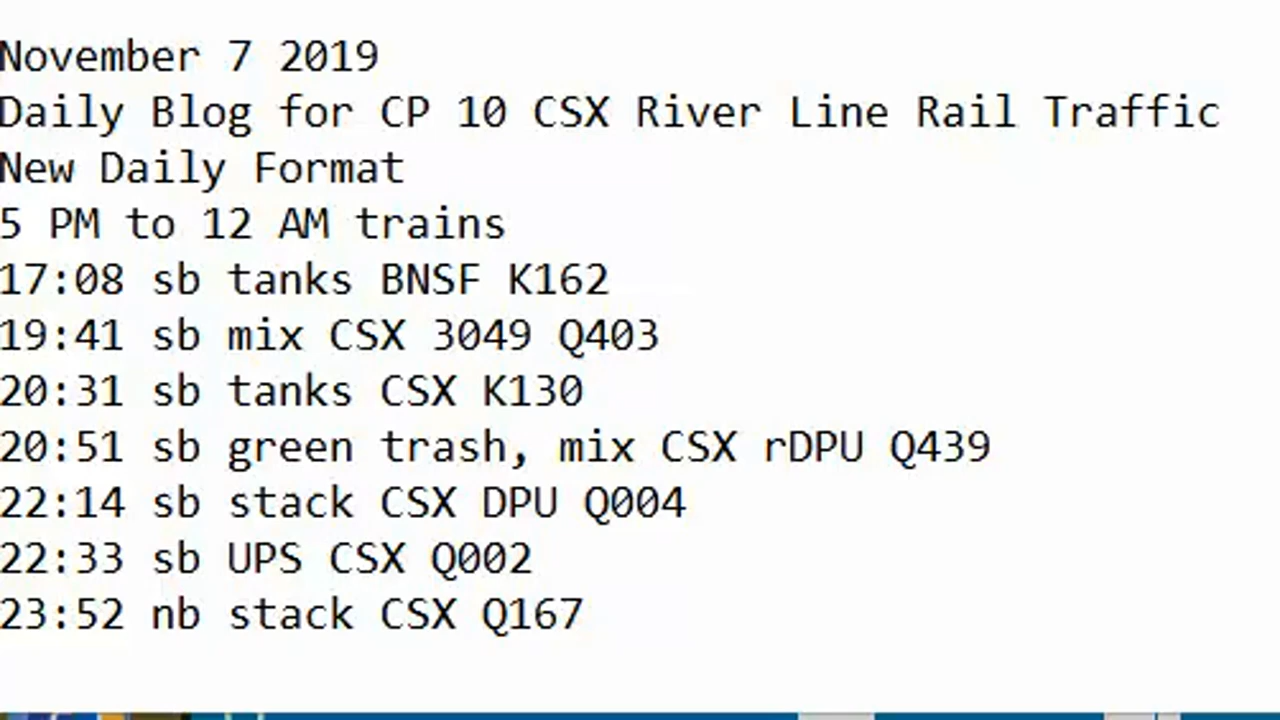 November 7 2019
Daily Blog for CP 10 CSX River Line Rail Traffic
New Daily Format
5 PM to 12 AM trains
17:08 sb tanks BNSF K162
19:41 sb mix CSX 3049 Q403
20:31 sb tanks CSX K130
20:51 sb green trash, mix CSX rDPU Q439
22:14 sb stack CSX DPU Q004
22:33 sb UPS CSX Q002
23:52 nb stack CSX Q167